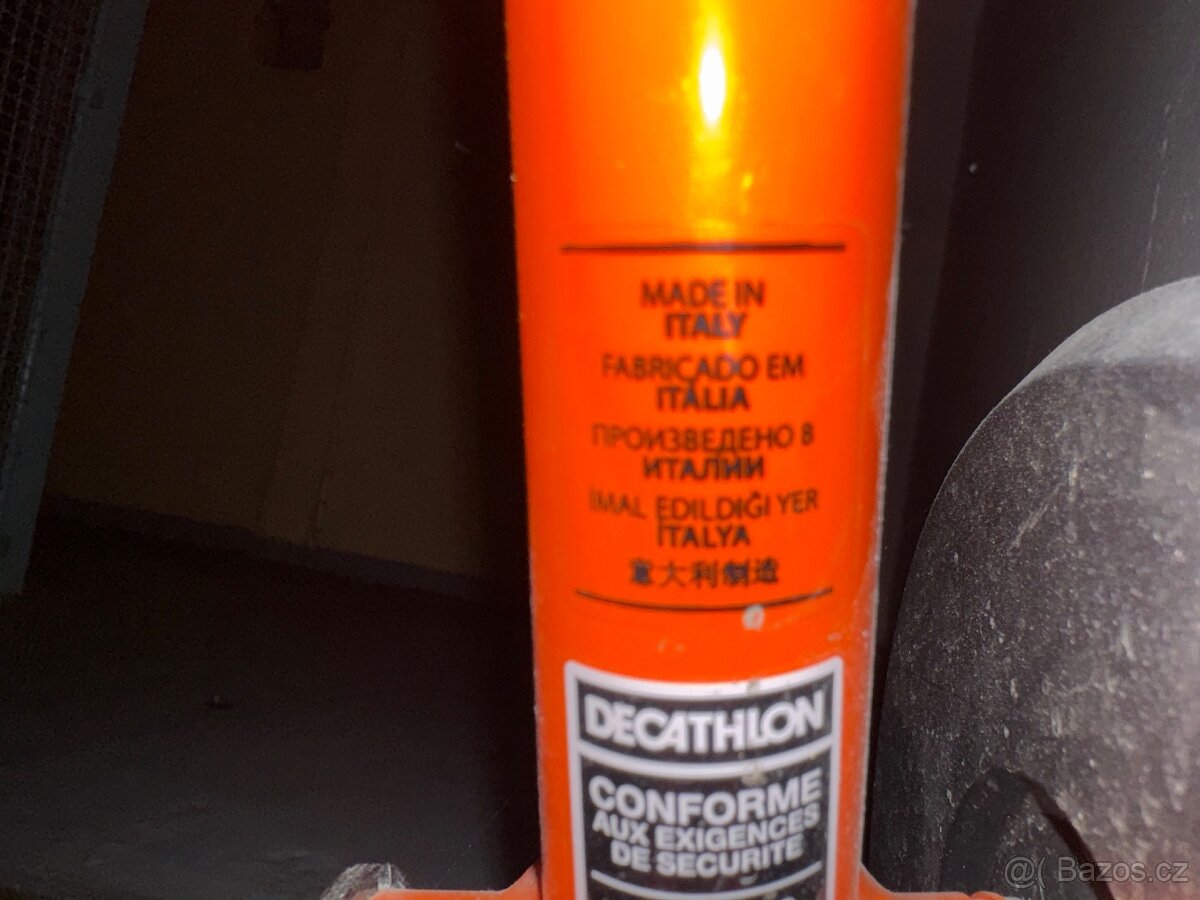 MADE IN
ITALY
FABRICADO EM
ITÁLIA
ПРОИЗВЕДЕНО В
ИТАЛИИ
İMAL EDILDIĞI YER
İTALYA
意大利制造
DECATHLON
CONFORME
AUX EXIGENCES
DE SECURITE
@( Bazos.cz